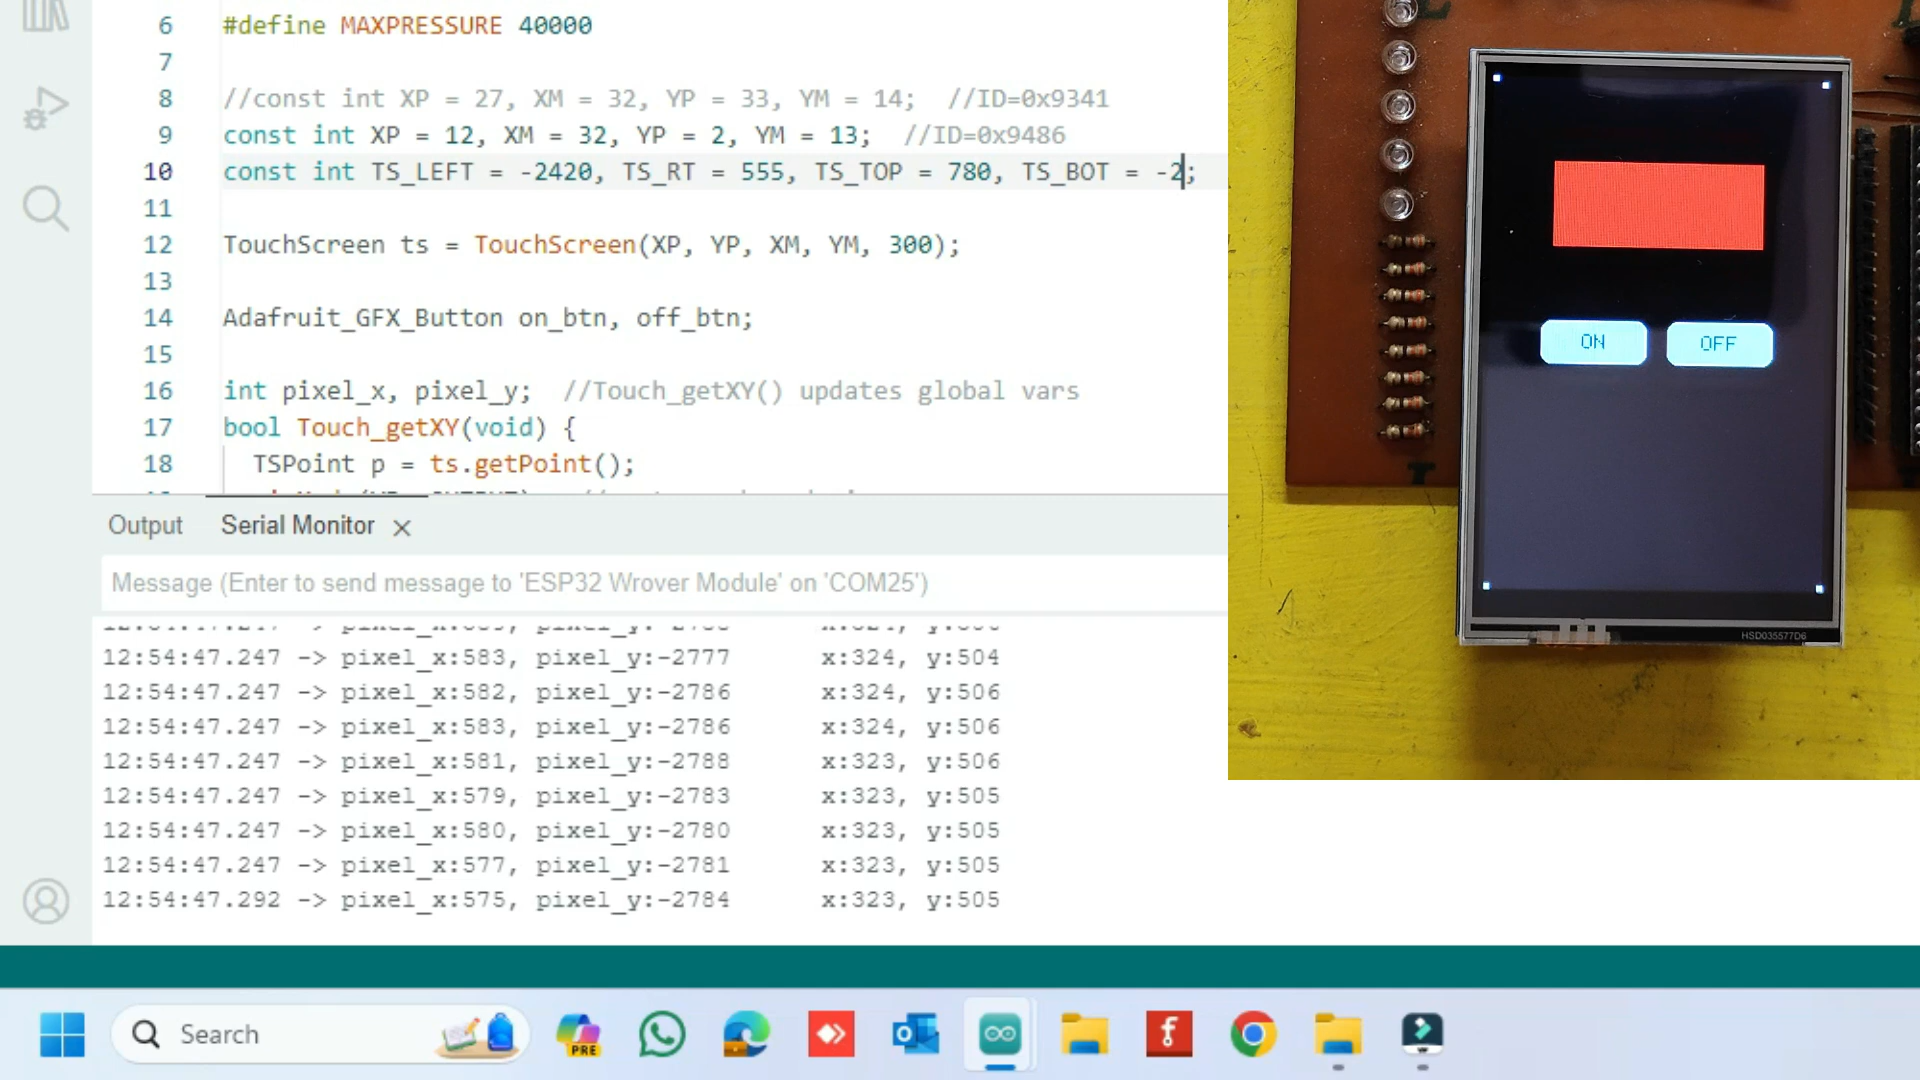 6 #define MAXPRESSURE 40000
7
8 //const int XP = 27, XM = 32, YP = 33, YM = 14; //ID=0x9341
9 const int XP = 12, XM = 32, YP = 2, YM = 13; //ID=0x9486
10 const int TS_LEFT = -2420, TS_RT = 555, TS_TOP = 780, TS_BOT = -2;
11
12 TouchScreen ts = TouchScreen(XP, YP, XM, YM, 300);
13
14 Adafruit_GFX_Button on_btn, off_btn;
15
16 int pixel_x, pixel_y; //Touch_getXY() updates global vars
17 bool Touch_getXY(void) {
18 TSPoint p = ts.getPoint();
Output Serial Monitor
Message (Enter to send message to 'ESP32 Wrover Module' on 'COM25')
12:54:47.247 -> pixel_x:583, pixel_y:-2777 x:324, y:504
12:54:47.247 -> pixel_x:582, pixel_y:-2786 x:324, y:506
12:54:47.247 -> pixel_x:583, pixel_y:-2786 x:324, y:506
12:54:47.247 -> pixel_x:581, pixel_y:-2788 x:323, y:506
12:54:47.247 -> pixel_x:579, pixel_y:-2783 x:323, y:505
12:54:47.247 -> pixel_x:580, pixel_y:-2780 x:323, y:505
12:54:47.247 -> pixel_x:577, pixel_y:-2781 x:323, y:505
12:54:47.292 -> pixel_x:575, pixel_y:-2784 x:323, y:505
ON OFF
HSD035577D6
Search
PRE